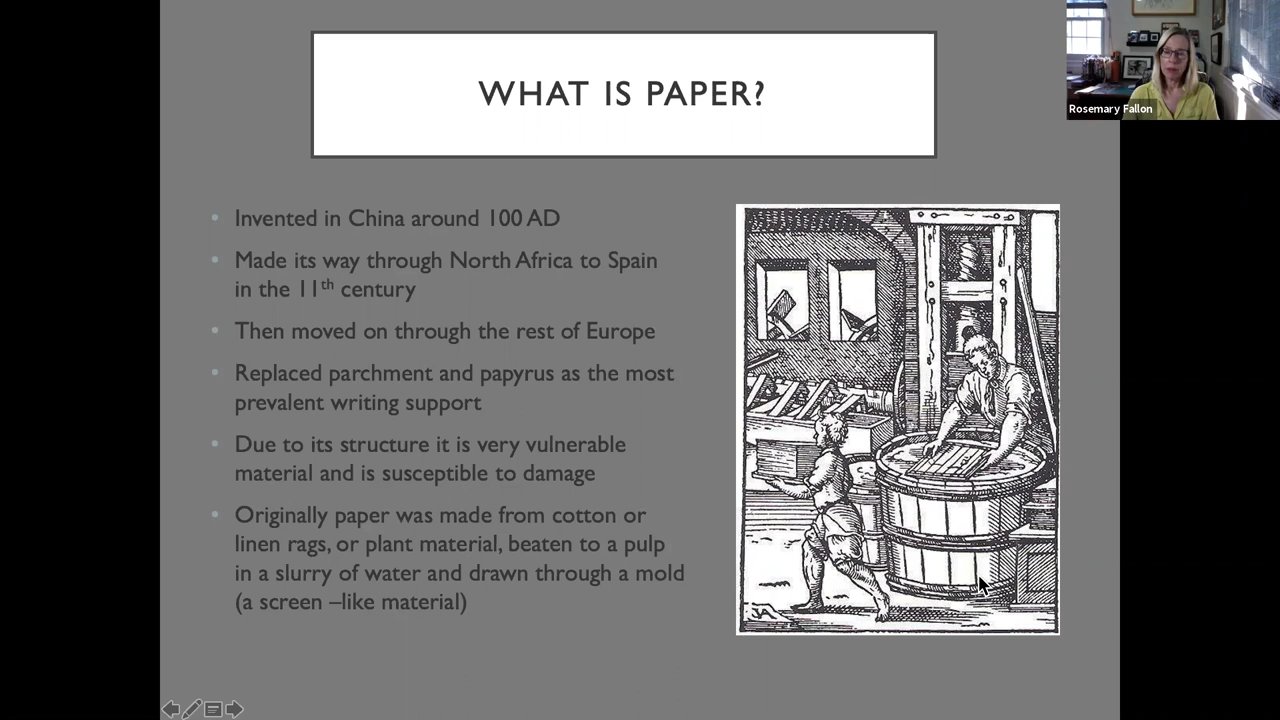 WHAT IS PAPER?
Rosemary Fallon
• Invented in China around 100 AD
• Made its way through North Africa to Spain
in the 11th century
• Then moved on through the rest of Europe
• Replaced parchment and papyrus as the most
prevalent writing support
• Due to its structure it is very vulnerable
material and is susceptible to damage
• Originally paper was made from cotton or
linen rags, or plant material, beaten to a pulp
in a slurry of water and drawn through a mold
(a screen –like material)